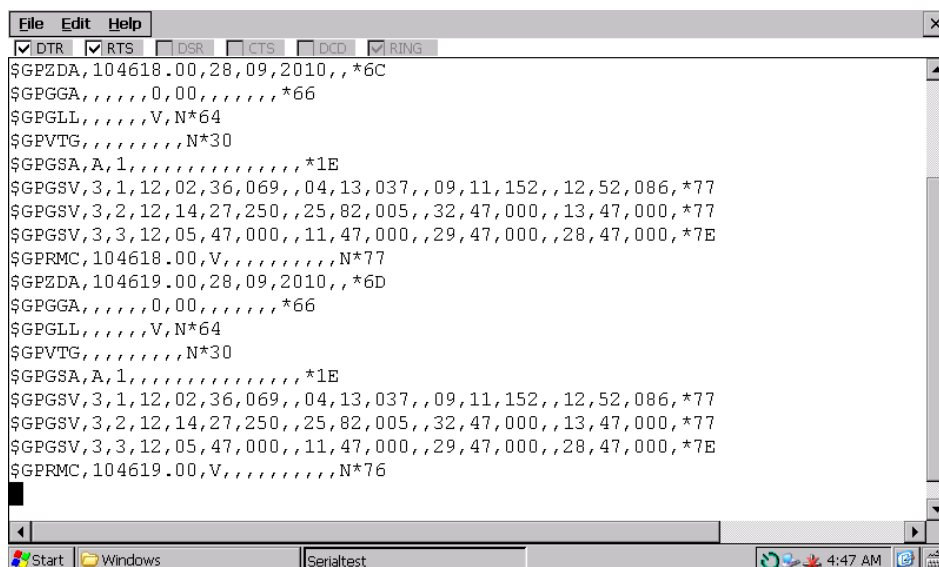 File Edit Help
DTR RTS DSR CTS DCD RING
$GPZDA,104618.00,28,09,2010,,*6C
$GPGGA,,,,,,0,00,,,,,,,*66
$GPGLL,,,,,,V,N*64
$GPVTG,,,,,,,,,N*30
$GPGSA,A,1,,,,,,,,,,,,,,,*1E
$GPGSV,3,1,12,02,36,069,,04,13,037,,09,11,152,,12,52,086,*77
$GPGSV,3,2,12,14,27,250,,25,82,005,,32,47,000,,13,47,000,*77
$GPGSV,3,3,12,05,47,000,,11,47,000,,29,47,000,,28,47,000,*7E
$GPRMC,104618.00,V,,,,,,,,,,N*77
$GPZDA,104619.00,28,09,2010,,*6D
$GPGGA,,,,,,0,00,,,,,,,*66
$GPGLL,,,,,,V,N*64
$GPVTG,,,,,,,,,N*30
$GPGSA,A,1,,,,,,,,,,,,,,,*1E
$GPGSV,3,1,12,02,36,069,,04,13,037,,09,11,152,,12,52,086,*77
$GPGSV,3,2,12,14,27,250,,25,82,005,,32,47,000,,13,47,000,*77
$GPGSV,3,3,12,05,47,000,,11,47,000,,29,47,000,,28,47,000,*7E
$GPRMC,104619.00,V,,,,,,,,,,N*76
Start Windows Serialtest 4:47 AM